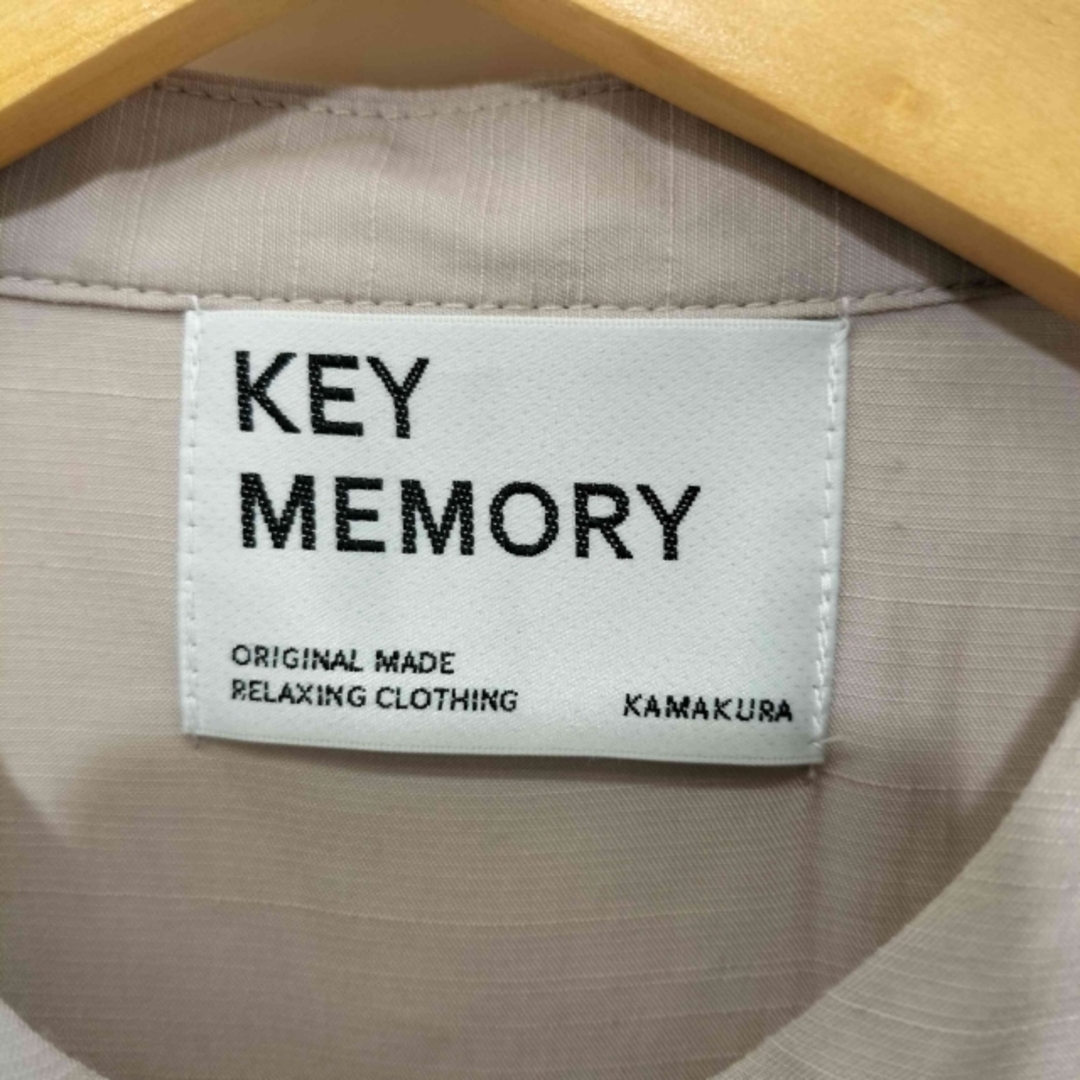 KEY
MEMORY
ORIGINAL MADE
RELAXING CLOTHING
KAMAKURA